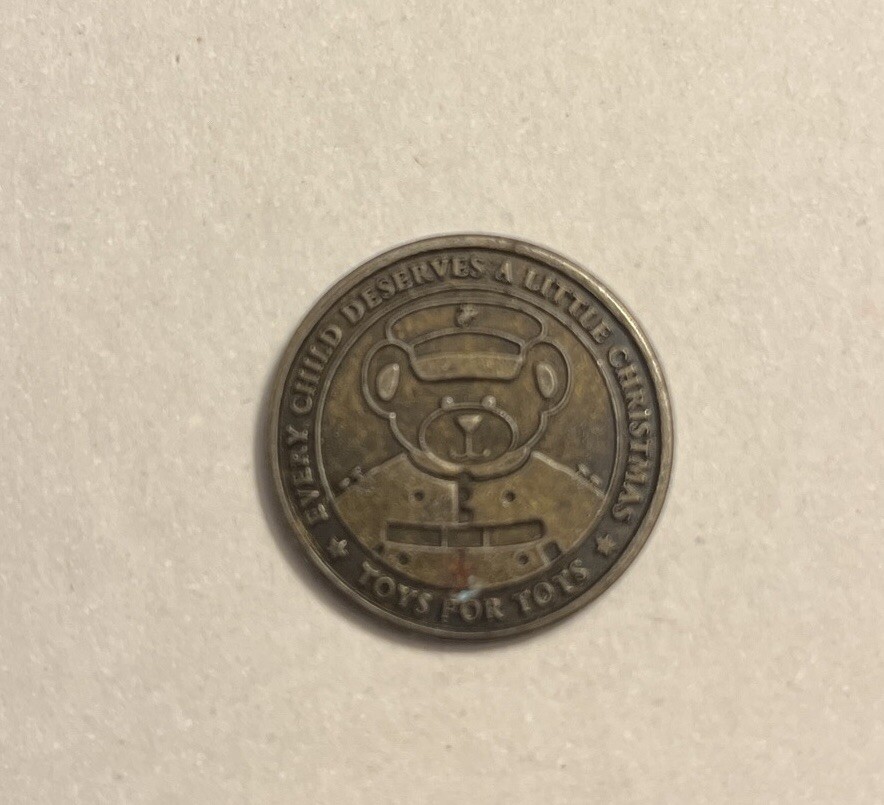 EVERY CHILD DESERVES A LITTLE CHRISTMAS
TOYS FOR TOTS